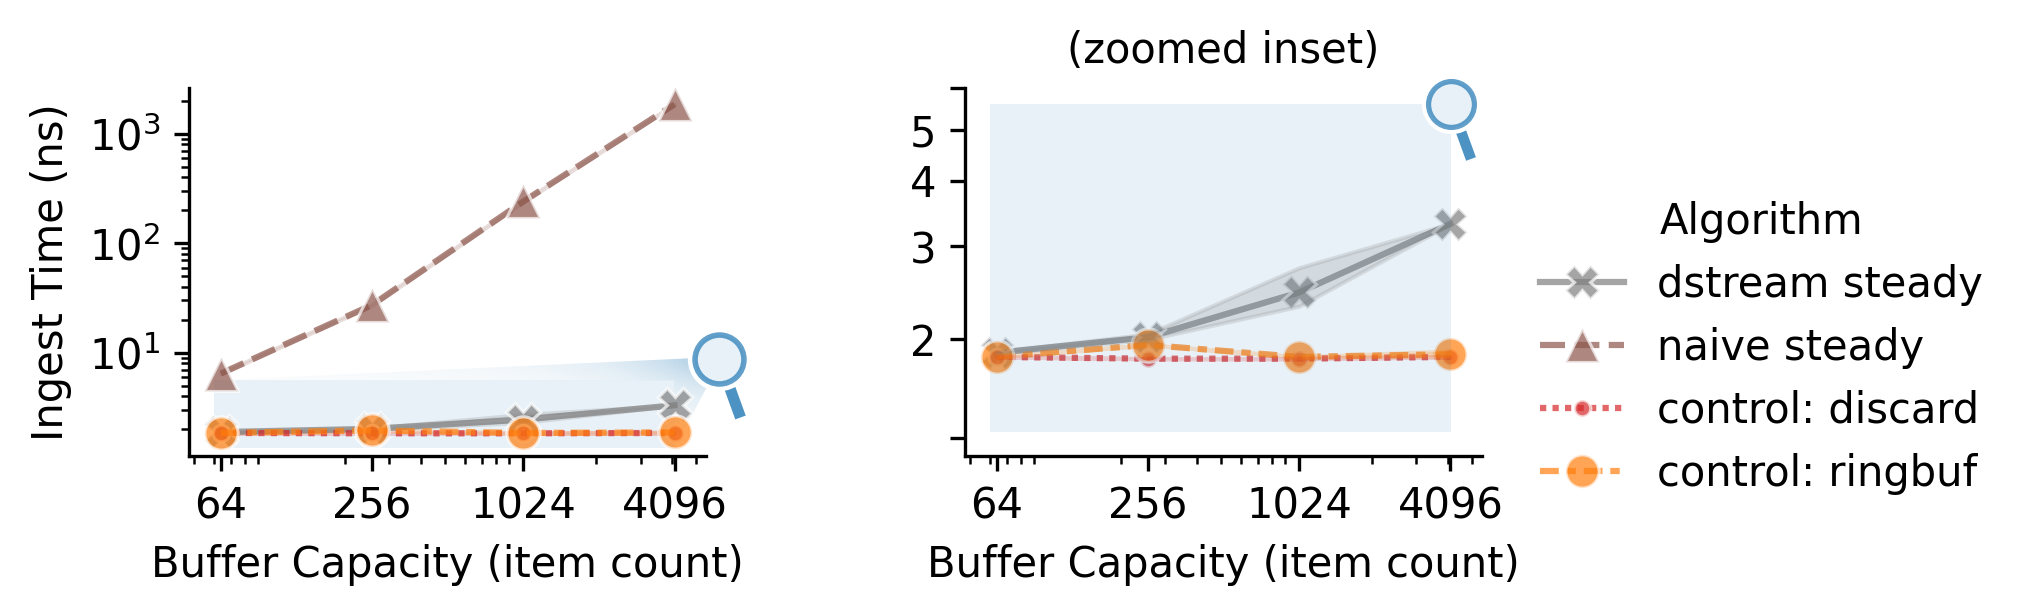 (zoomed inset)
Ingest Time (ns)
10³
10²
10¹
64 256 1024 4096
Buffer Capacity (item count)
5
4
3
2
64 256 1024 4096
Buffer Capacity (item count)
Algorithm
dstream steady
naive steady
control: discard
control: ringbuf